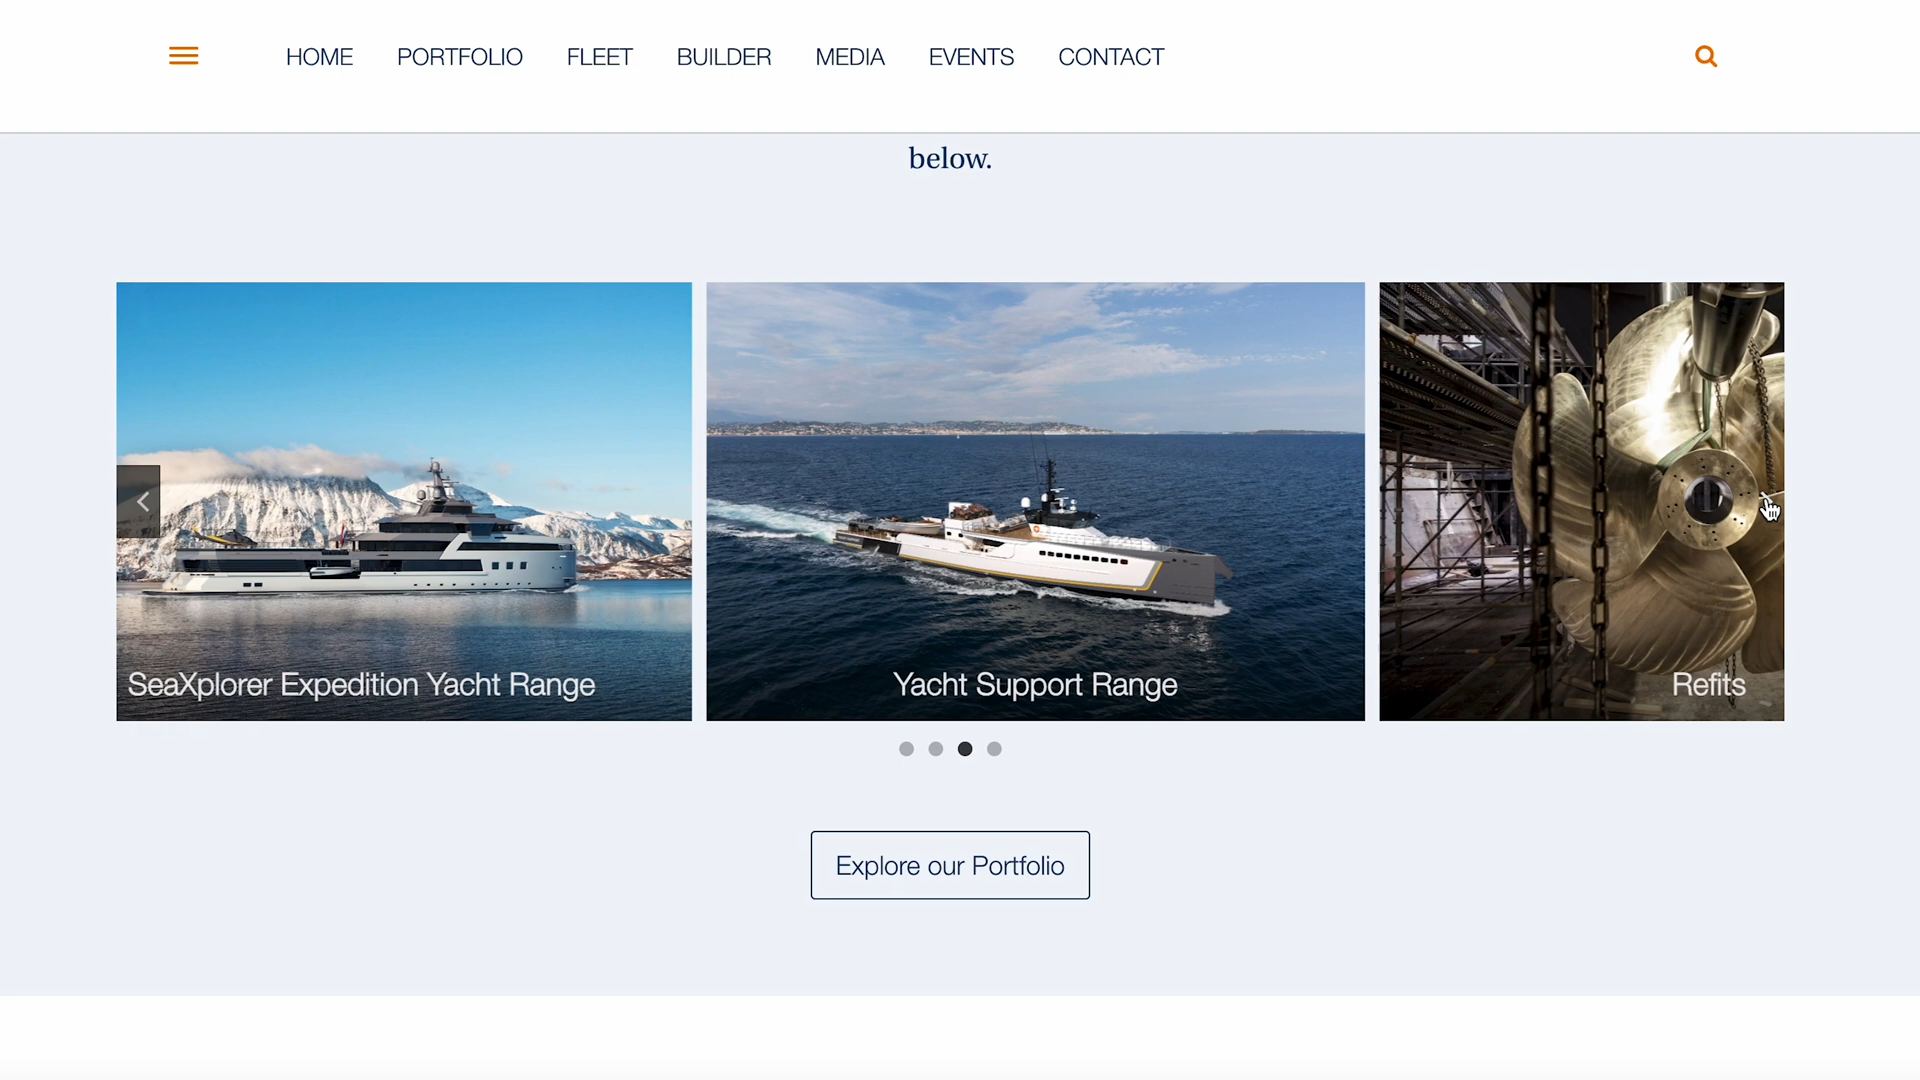 HOME PORTFOLIO FLEET BUILDER MEDIA EVENTS CONTACT
below.
SeaXplorer Expedition Yacht Range
Yacht Support Range
Refits
Explore our Portfolio